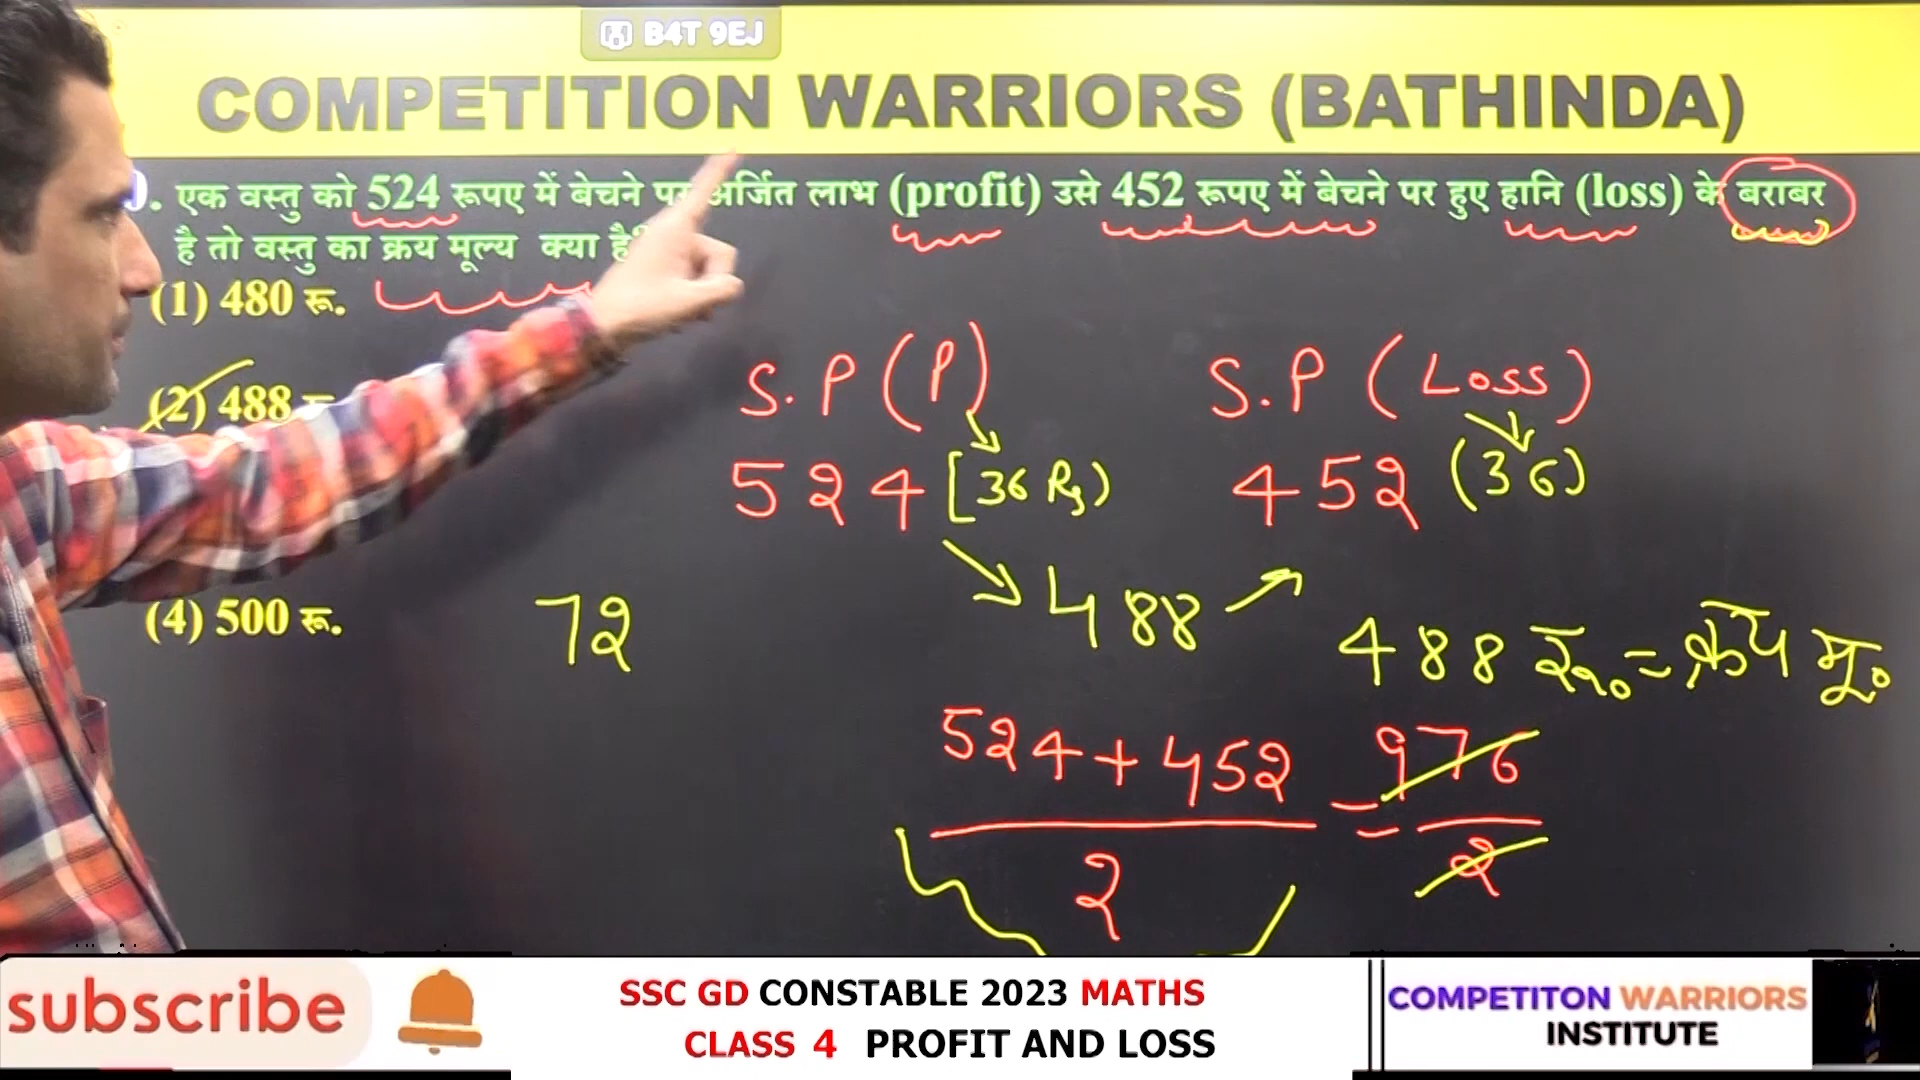 B4T 9EJ
COMPETITION WARRIORS (BATHINDA)
एक वस्तु को 524 रूपए में बेचने पर अर्जित लाभ (profit) उसे 452 रूपए में बेचने पर हुए हानि (loss) के बराबर
है तो वस्तु का क्रय मूल्य क्या है
(1) 480 रू.
(2) 488
(4) 500 रू.
S.P (P) S.P (Loss)
524 [36 Rs) 452 (36)
72 488 488 रू० = क्रय मू०
524+452 = 976
2 2
subscribe
SSC GD CONSTABLE 2023 MATHS
CLASS 4 PROFIT AND LOSS
COMPETITON WARRIORS
INSTITUTE